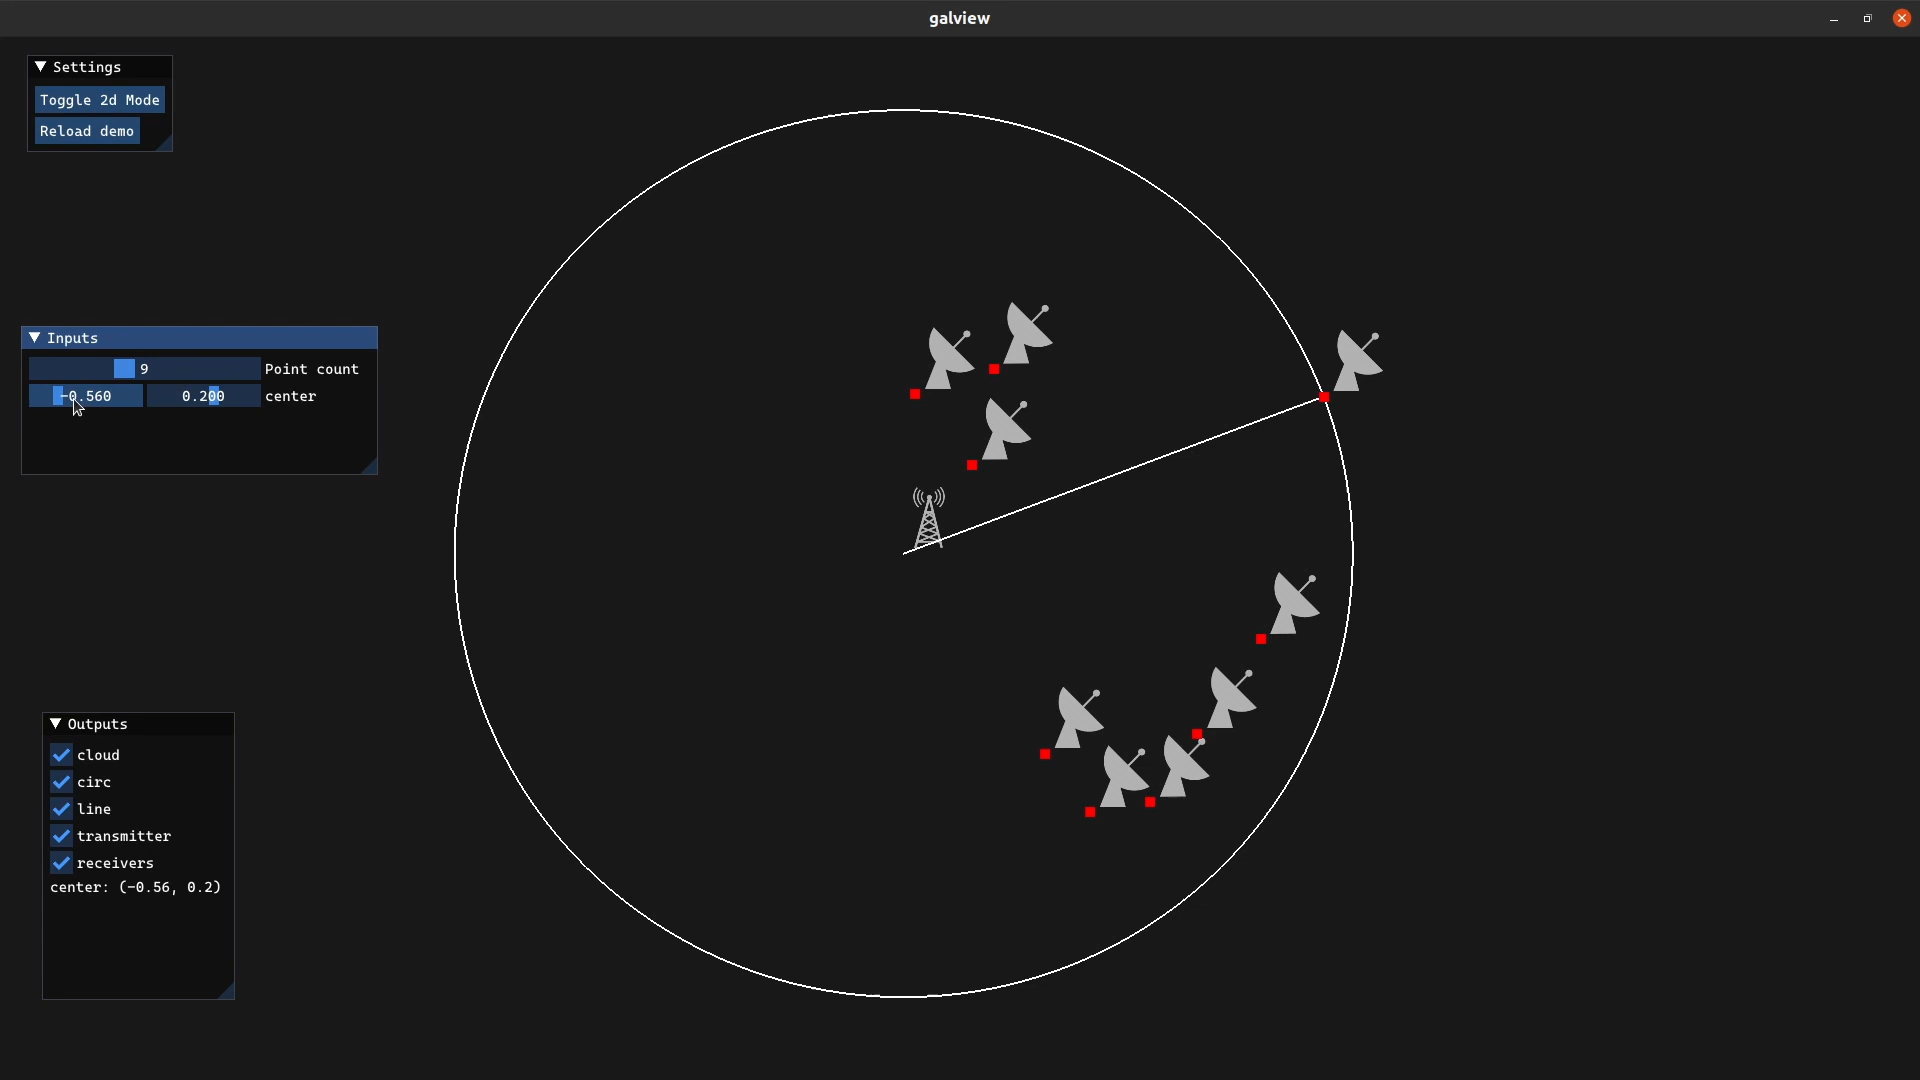 galview
Settings
Toggle 2d Mode
Reload demo
Inputs
9 Point count
-0.560 0.200 center
Outputs
cloud
circ
line
transmitter
receivers
center: (-0.56, 0.2)